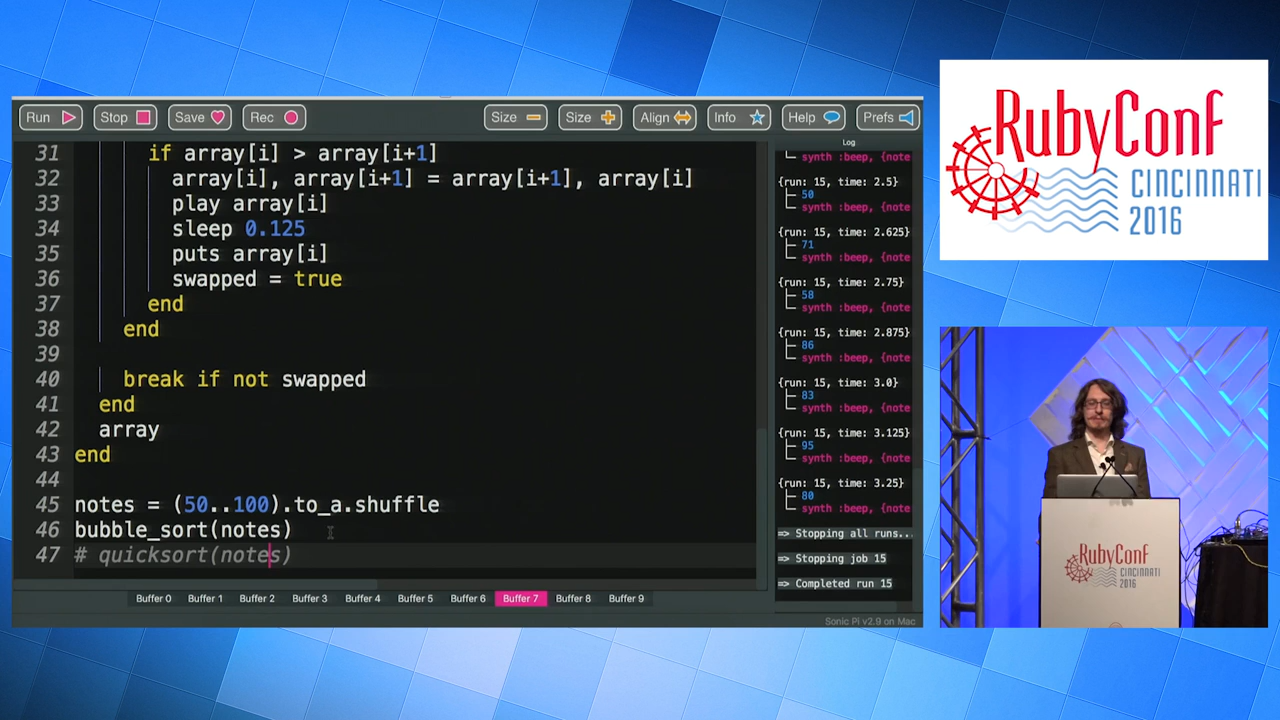 Run
Stop
Save
Rec
Size
Size
Align
Info
Help
Prefs
31 if array[i] > array[i+1]
32 array[i], array[i+1] = array[i+1], array[i]
33 play array[i]
34 sleep 0.125
35 puts array[i]
36 swapped = true
37 end
38 end
39
40 break if not swapped
41 end
42 array
43 end
44
45 notes = (50..100).to_a.shuffle
46 bubble_sort(notes)
47 # quicksort(notes)
Buffer 0
Buffer 1
Buffer 2
Buffer 3
Buffer 4
Buffer 5
Buffer 6
Buffer 7
Buffer 8
Buffer 9
Sonic Pi v2.9 on Mac
Log
synth :beep, {note
{run: 15, time: 2.5}
50
synth :beep, {note
{run: 15, time: 2.625}
71
synth :beep, {note
{run: 15, time: 2.75}
58
synth :beep, {note
{run: 15, time: 2.875}
86
synth :beep, {note
{run: 15, time: 3.0}
83
synth :beep, {note
{run: 15, time: 3.125}
95
synth :beep, {note
{run: 15, time: 3.25}
80
synth :beep, {note
=> Stopping all runs...
=> Stopping job 15
=> Completed run 15
RubyConf
CINCINNATI
2016
RubyConf
CINCINNATI
2016